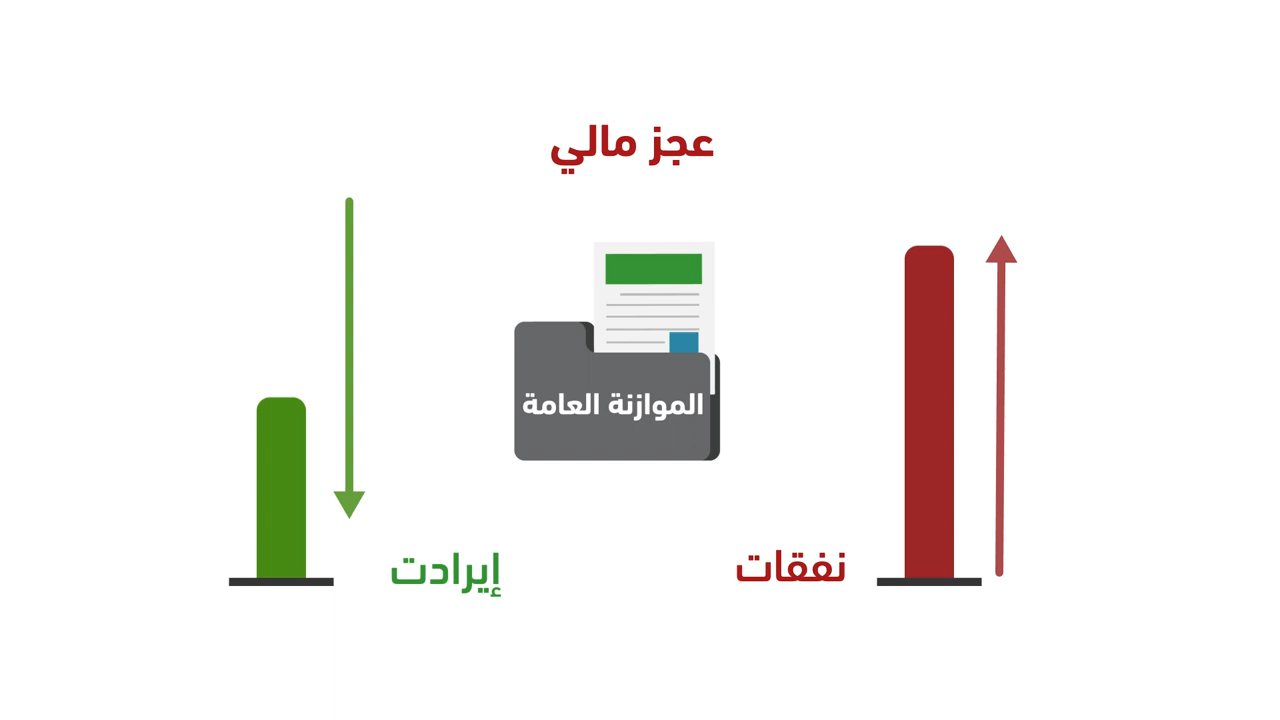 عجز مالي
الموازنة العامة
نفقات
إيرادت